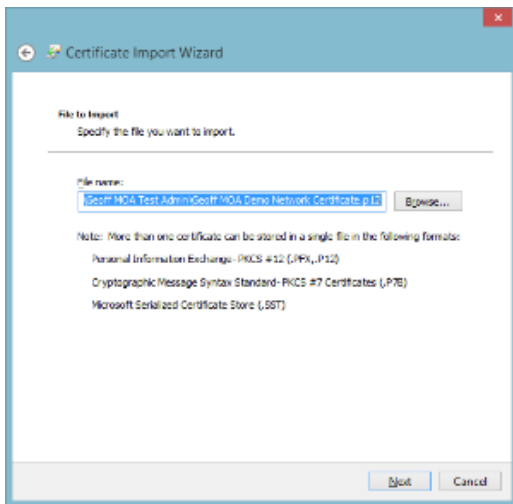 Certificate Import Wizard
File to Import
Specify the file you want to import.
File name:
\Geoff MOA Test Admin\Geoff MOA Demo Network Certificate.p12
Browse...
Note: More than one certificate can be stored in a single file in the following formats:
Personal Information Exchange- PKCS #12 (.PFX,.P12)
Cryptographic Message Syntax Standard- PKCS #7 Certificates (.P7B)
Microsoft Serialized Certificate Store (.SST)
Next
Cancel